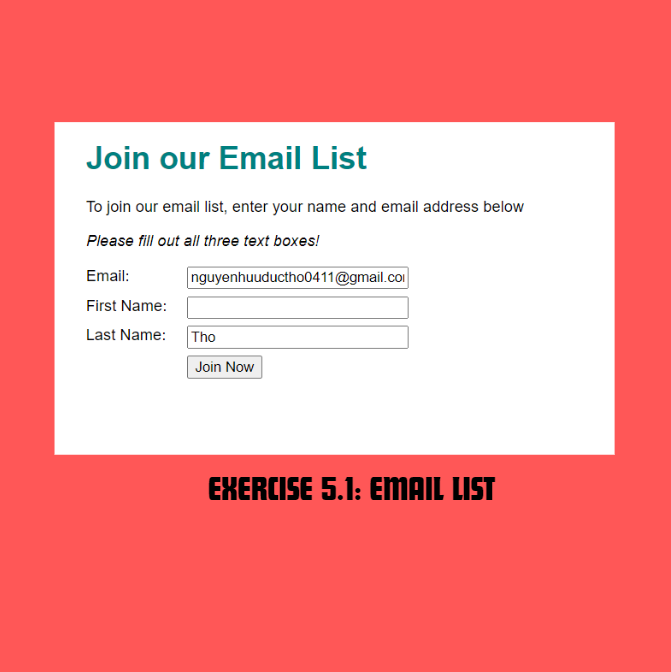 Join our Email List
To join our email list, enter your name and email address below
Please fill out all three text boxes!
Email: nguyenhuuductho0411@gmail.co
First Name:
Last Name: Tho
Join Now
EXERCISE 5.1: EMAIL LIST